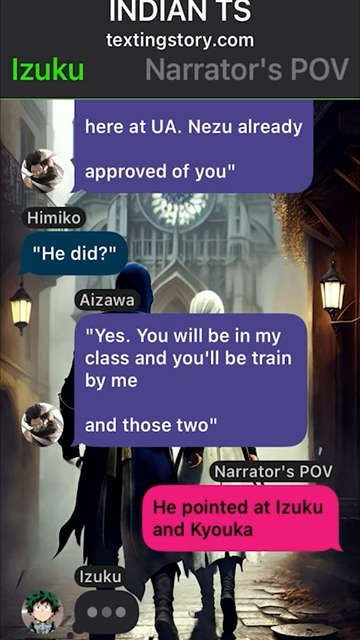 INDIAN TS
textingstory.com
Izuku Narrator's POV
here at UA. Nezu already
approved of you"
Himiko
"He did?"
Aizawa
"Yes. You will be in my
class and you'll be train
by me
and those two"
Narrator's POV
He pointed at Izuku
and Kyouka
Izuku